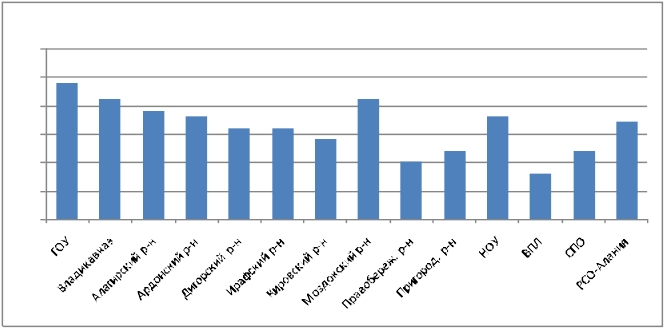 ГОУ
Владикавказ
Алагирский р-н
Ардонский р-н
Дигорский р-н
Ирафский р-н
Кировский р-н
Моздокский р-н
Правобереж. р-н
Пригород. р-н
НОУ
ВПЛ
СПО
РСО-Алания